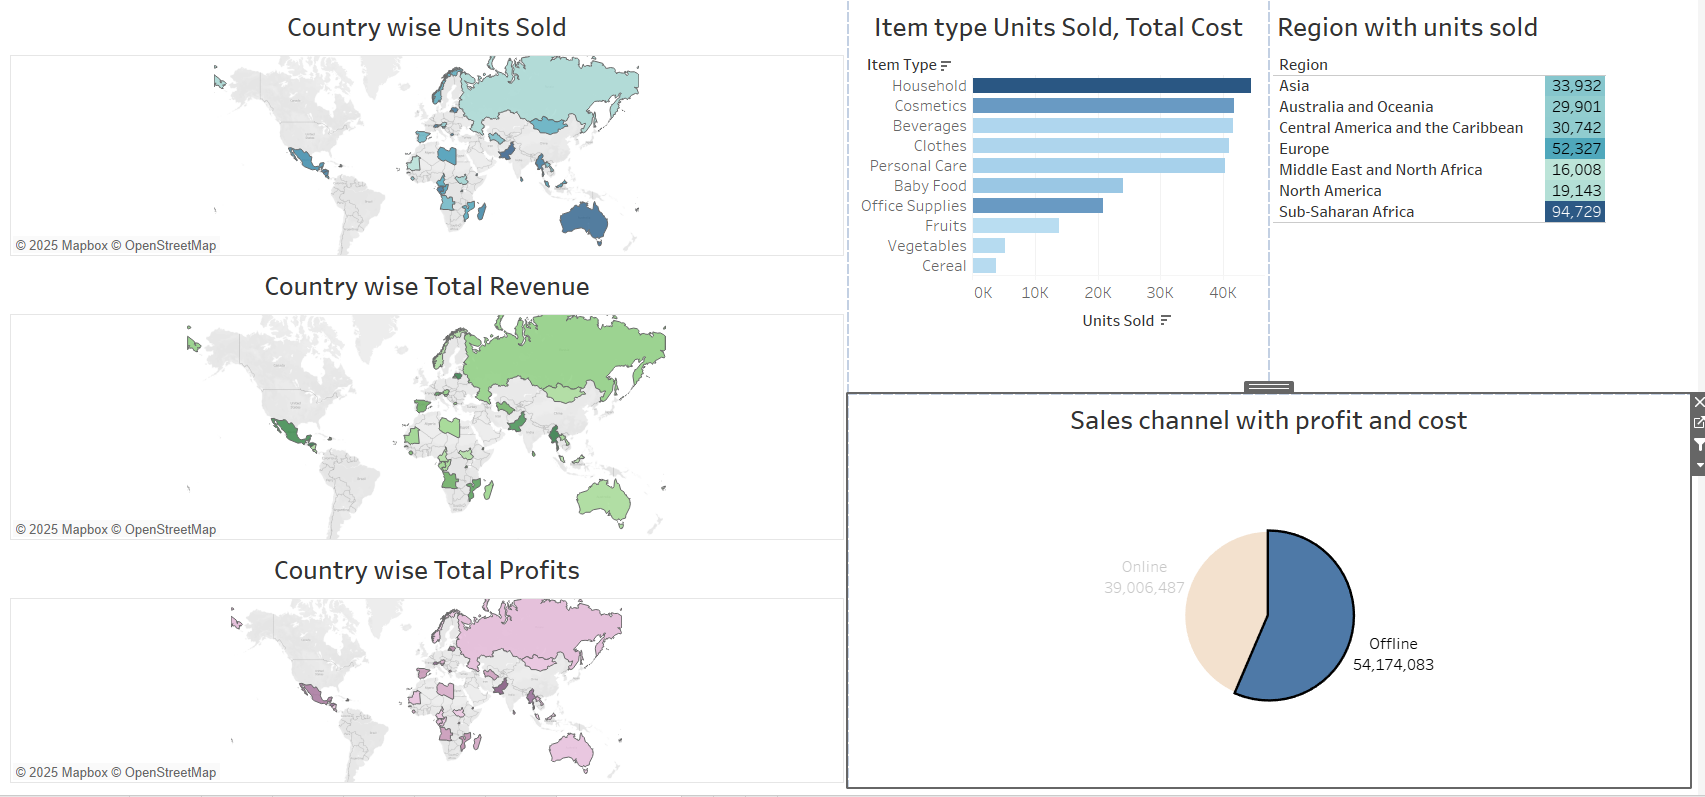 Country wise Units Sold
© 2025 Mapbox © OpenStreetMap
Country wise Total Revenue
© 2025 Mapbox © OpenStreetMap
Country wise Total Profits
© 2025 Mapbox © OpenStreetMap
Item type Units Sold, Total Cost
Item Type
Household
Cosmetics
Beverages
Clothes
Personal Care
Baby Food
Office Supplies
Fruits
Vegetables
Cereal
0K 10K 20K 30K 40K
Units Sold
Region with units sold
Region
Asia 33,932
Australia and Oceania 29,901
Central America and the Caribbean 30,742
Europe 52,327
Middle East and North Africa 16,008
North America 19,143
Sub-Saharan Africa 94,729
Sales channel with profit and cost
Online
39,006,487
Offline
54,174,083